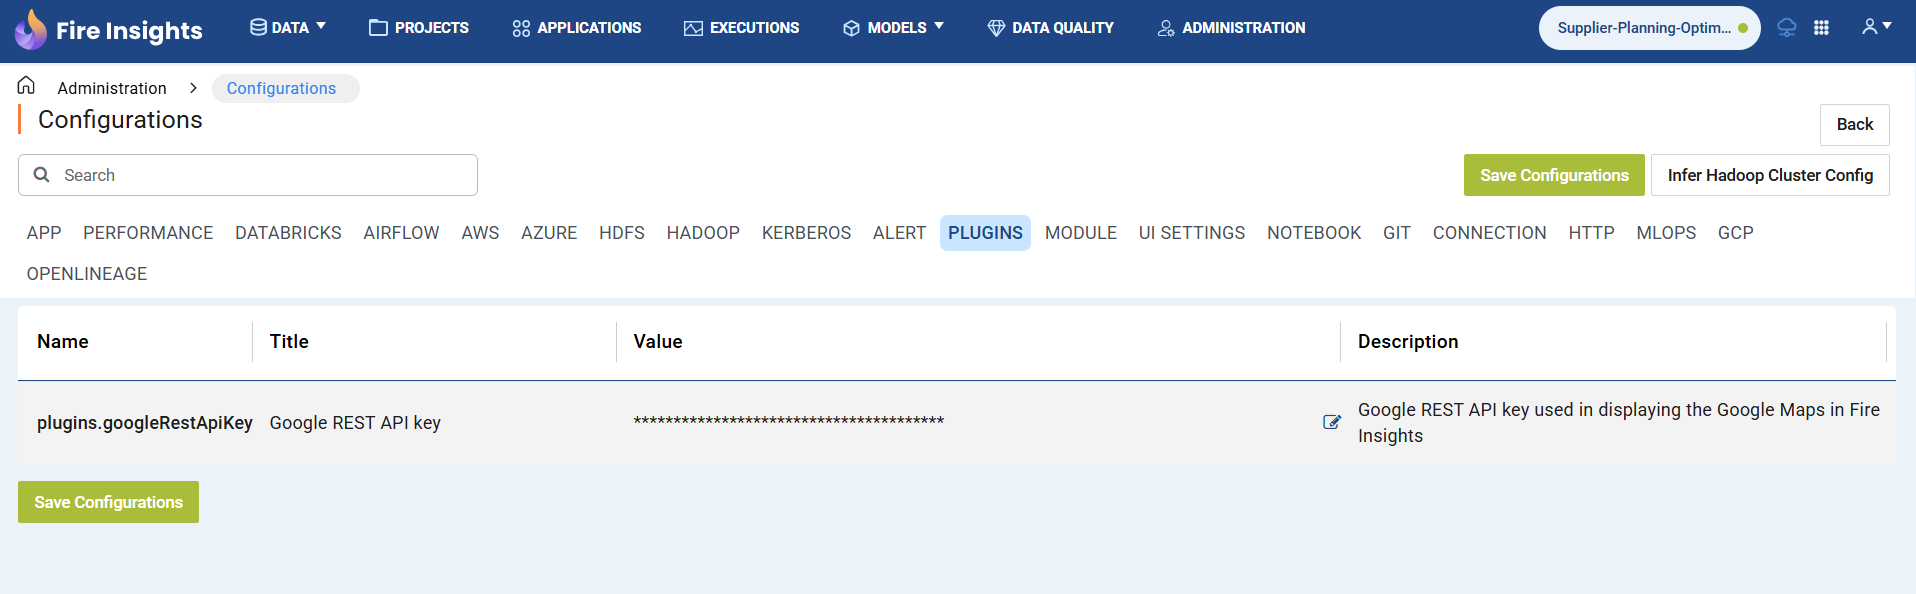 Fire Insights DATA PROJECTS APPLICATIONS EXECUTIONS MODELS DATA QUALITY ADMINISTRATION Supplier-Planning-Optim...
Administration > Configurations
Configurations
Back
Search
Save Configurations Infer Hadoop Cluster Config
APP PERFORMANCE DATABRICKS AIRFLOW AWS AZURE HDFS HADOOP KERBEROS ALERT PLUGINS MODULE UI SETTINGS NOTEBOOK GIT CONNECTION HTTP MLOPS GCP
OPENLINEAGE
Name Title Value Description
plugins.googleRestApiKey Google REST API key *************************************** Google REST API key used in displaying the Google Maps in Fire
Insights
Save Configurations